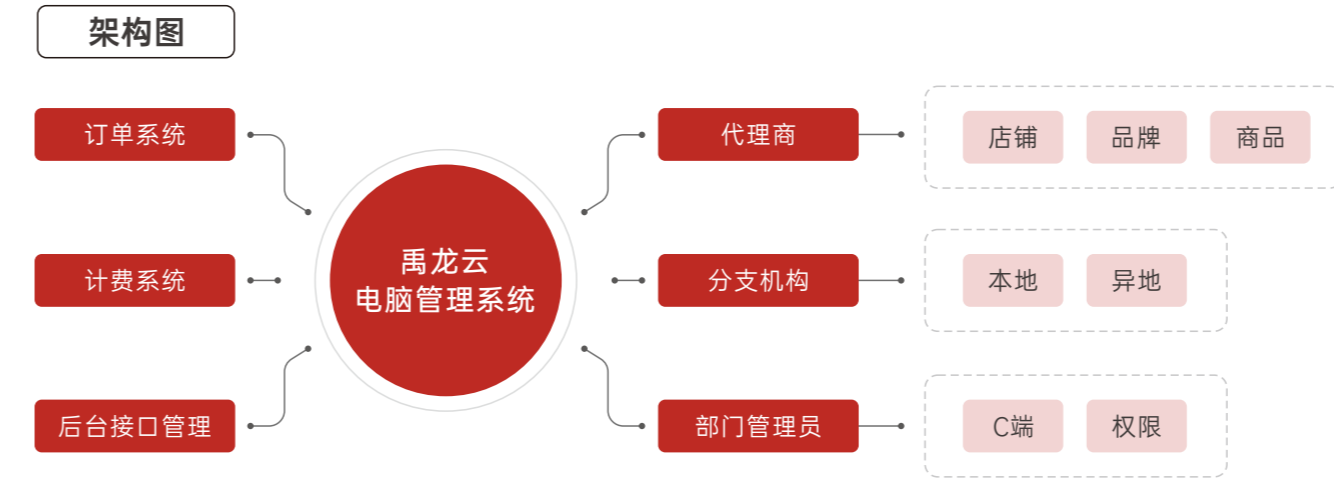 架构图
订单系统
计费系统
后台接口管理
禹龙云
电脑管理系统
代理商
店铺
品牌
商品
分支机构
本地
异地
部门管理员
C端
权限